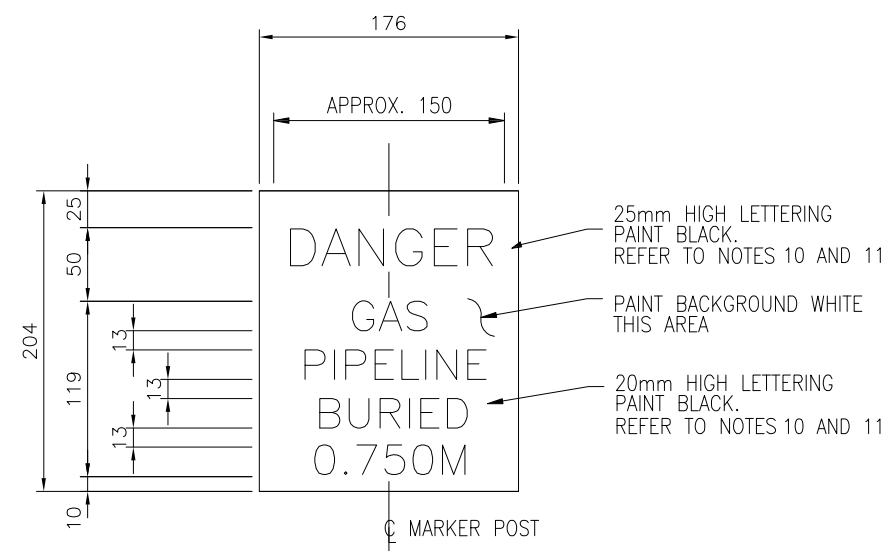 176
APPROX. 150
25
50
204
119
13
13
13
10
DANGER
GAS
PIPELINE
BURIED
0.750M
25mm HIGH LETTERING
PAINT BLACK.
REFER TO NOTES 10 AND 11
PAINT BACKGROUND WHITE
THIS AREA
20mm HIGH LETTERING
PAINT BLACK.
REFER TO NOTES 10 AND 11
℄ MARKER POST